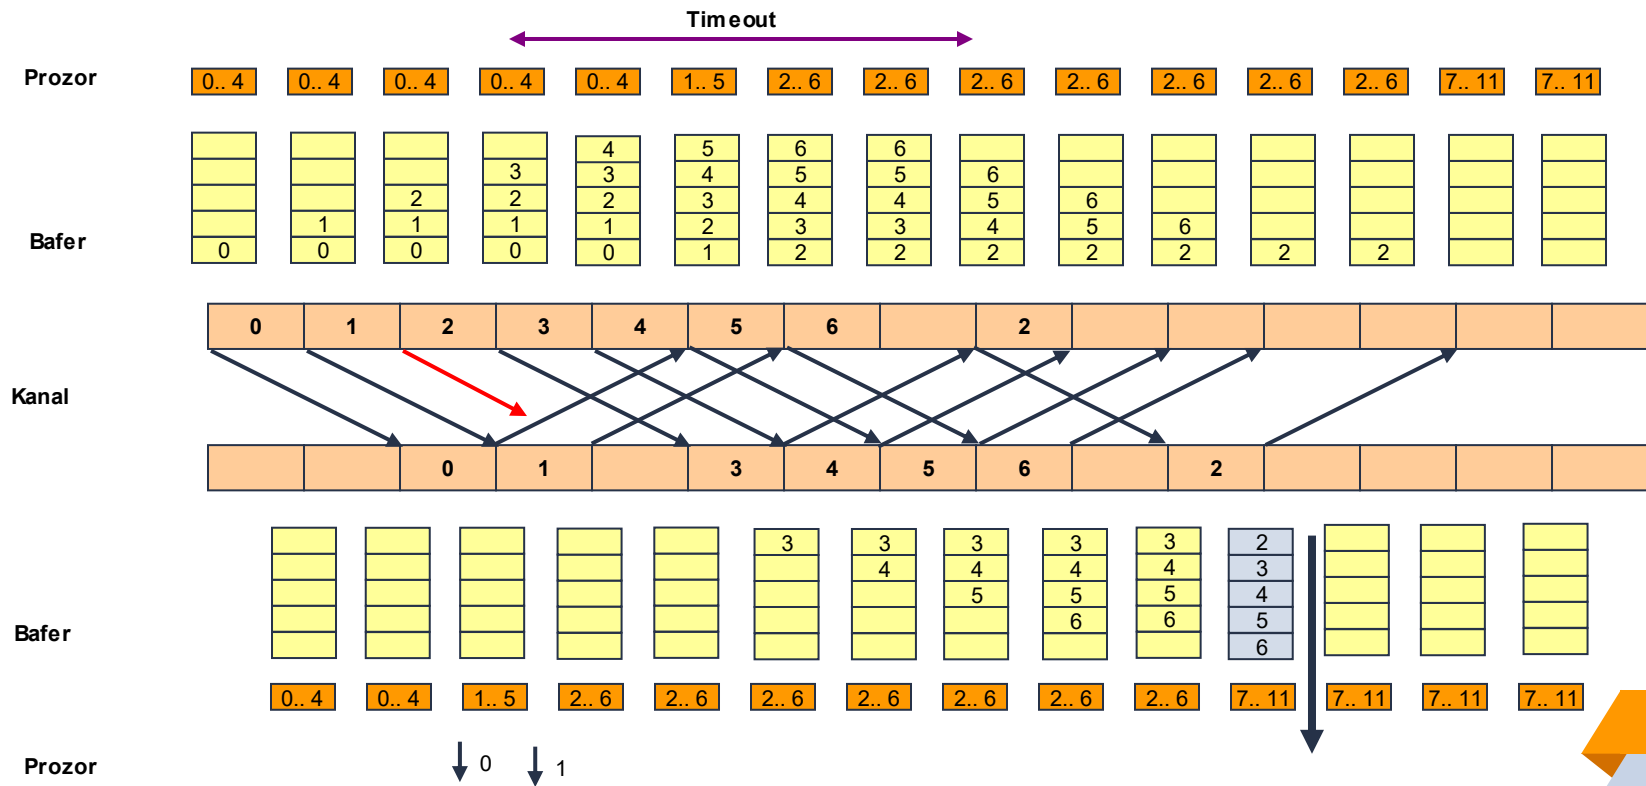 Timeout
Prozor 0.. 4 0.. 4 0.. 4 0.. 4 0.. 4 1.. 5 2.. 6 2.. 6 2.. 6 2.. 6 2.. 6 2.. 6 2.. 6 7.. 11 7.. 11
4 5 6 6
3 3 4 5 5 6
2 2 2 3 4 4 5 6
1 1 1 1 2 3 3 4 5 6
Bafer
0 0 0 0 0 1 2 2 2 2 2 2 2
0 1 2 3 4 5 6 2
Kanal
0 1 3 4 5 6 2
3 3 3 3 3 2
4 4 4 4 3
5 5 5 4
6 6 5
Bafer
6
0.. 4 0.. 4 1.. 5 2.. 6 2.. 6 2.. 6 2.. 6 2.. 6 2.. 6 2.. 6 7.. 11 7.. 11 7.. 11 7.. 11
Prozor 0 1